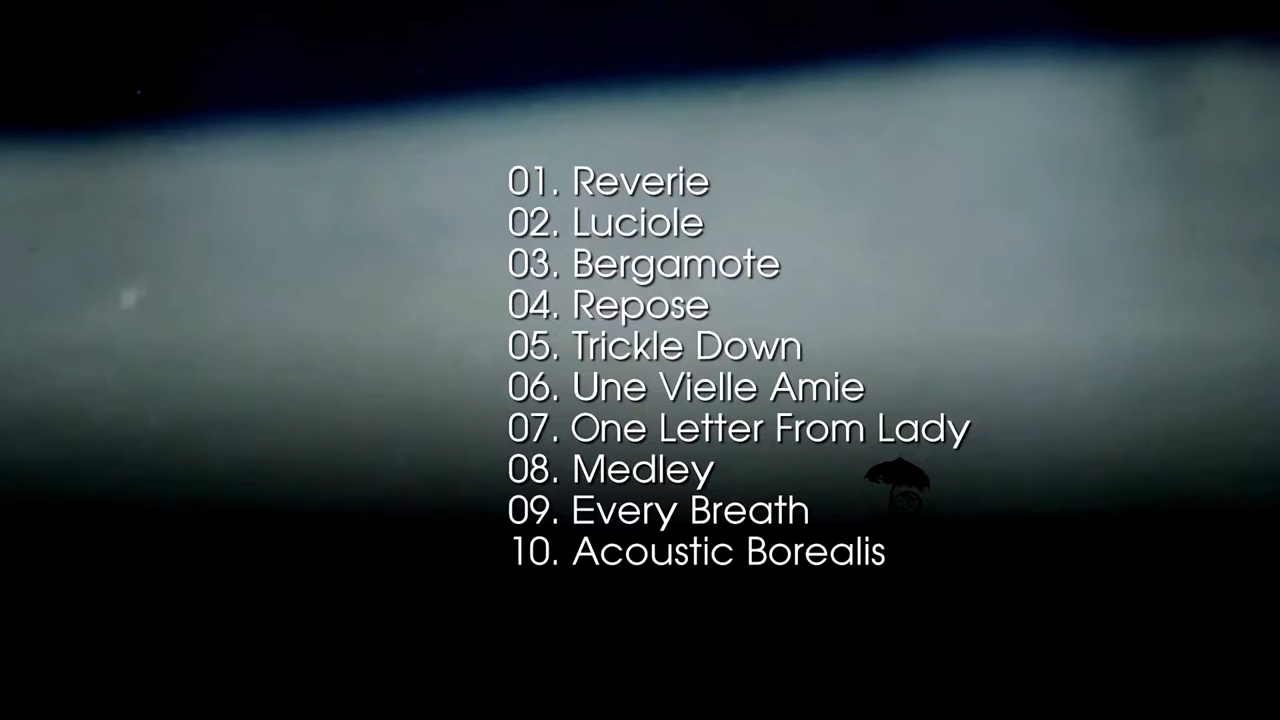 01. Reverie
02. Luciole
03. Bergamote
04. Repose
05. Trickle Down
06. Une Vielle Amie
07. One Letter From Lady
08. Medley
09. Every Breath
10. Acoustic Borealis